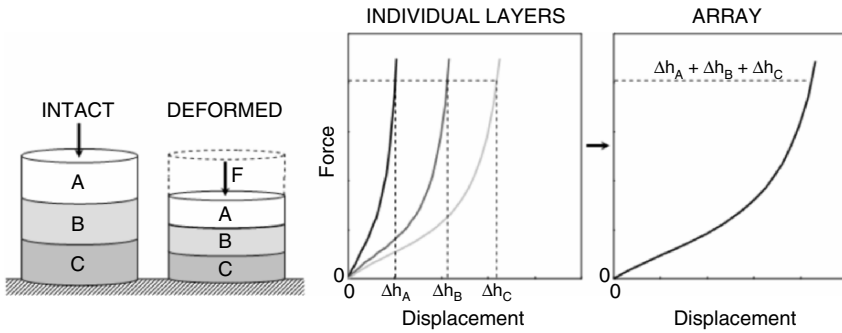 INTACT
DEFORMED
F
A
B
C
A
B
C
INDIVIDUAL LAYERS
Force
0
0
Δh_A
Δh_B
Δh_C
Displacement
ARRAY
Δh_A + Δh_B + Δh_C
0
0
Displacement